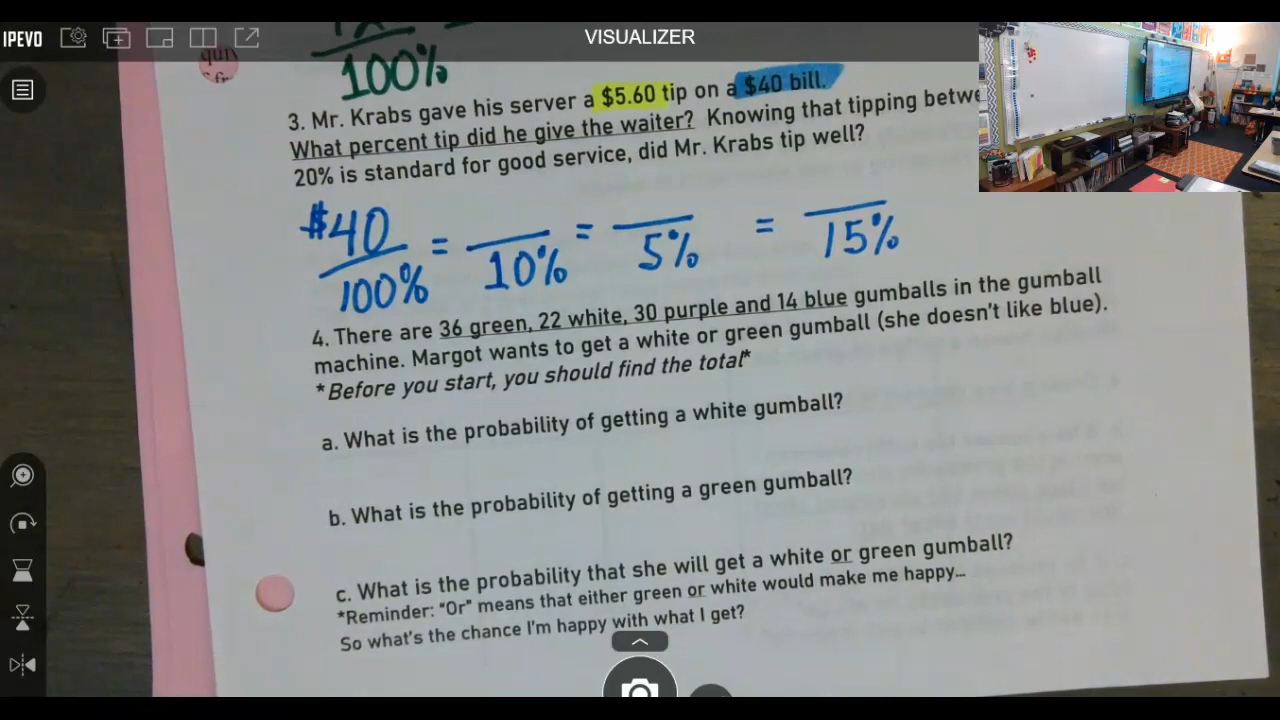 IPEVO
VISUALIZER
100%
3. Mr. Krabs gave his server a $5.60 tip on a $40 bill.
What percent tip did he give the waiter? Knowing that tipping betwe
20% is standard for good service, did Mr. Krabs tip well?
$40 = = =
100% 10% 5% 15%
4. There are 36 green, 22 white, 30 purple and 14 blue gumballs in the gumball
machine. Margot wants to get a white or green gumball (she doesn't like blue).
*Before you start, you should find the total*
a. What is the probability of getting a white gumball?
b. What is the probability of getting a green gumball?
c. What is the probability that she will get a white or green gumball?
*Reminder: "Or" means that either green or white would make me happy...
So what's the chance I'm happy with what I get?